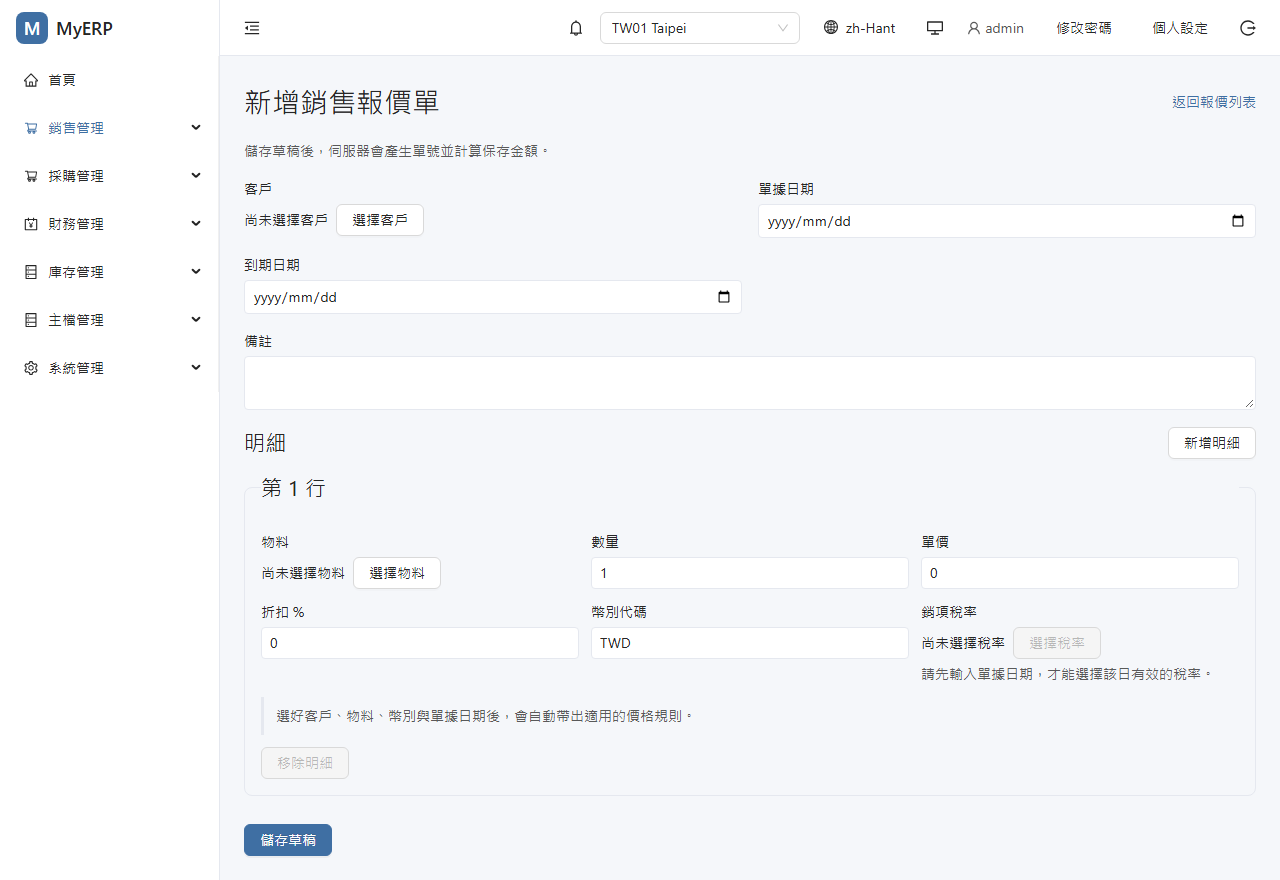 M MyERP
TW01 Taipei
zh-Hant
admin
修改密碼
個人設定
首頁
銷售管理
採購管理
財務管理
庫存管理
主檔管理
系統管理
新增銷售報價單
返回報價列表
儲存草稿後，伺服器會產生單號並計算保存金額。
客戶
尚未選擇客戶 選擇客戶
單據日期
yyyy/mm/dd
到期日期
yyyy/mm/dd
備註
明細
新增明細
第 1 行
物料
尚未選擇物料 選擇物料
數量
1
單價
0
折扣 %
0
幣別代碼
TWD
銷項稅率
尚未選擇稅率 選擇稅率
請先輸入單據日期，才能選擇該日有效的稅率。
選好客戶、物料、幣別與單據日期後，會自動帶出適用的價格規則。
移除明細
儲存草稿